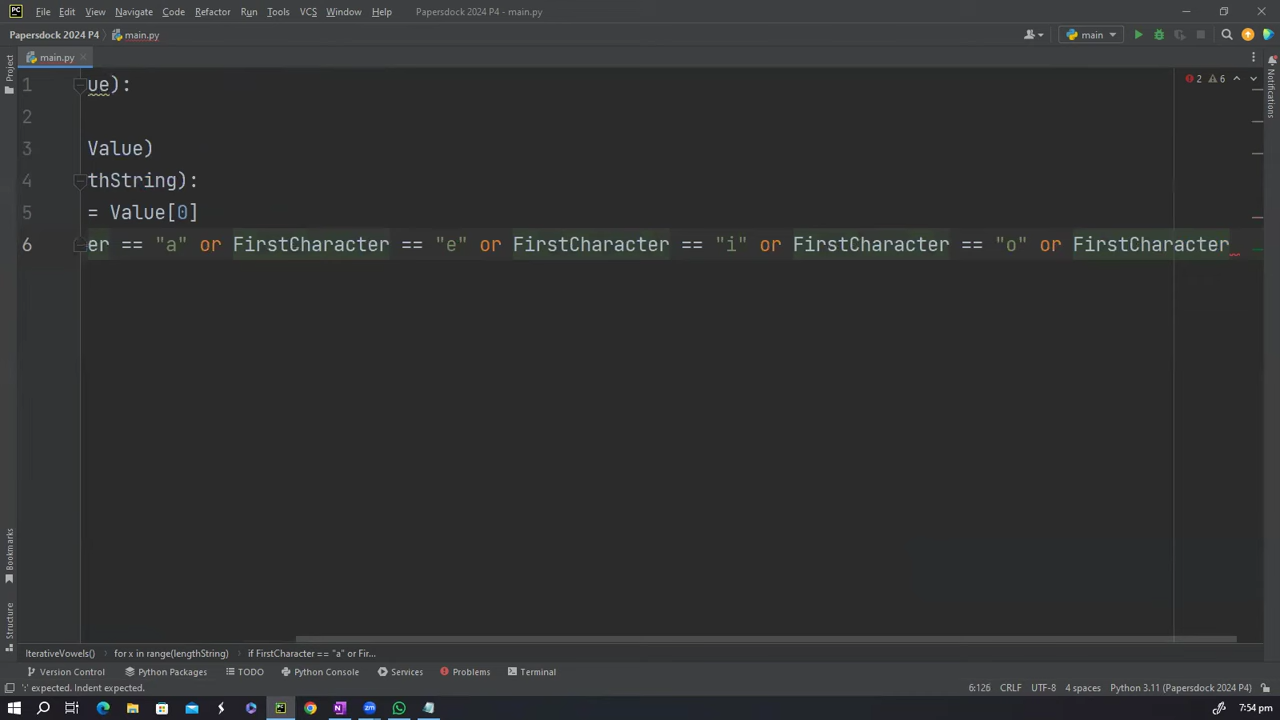 PC File Edit View Navigate Code Refactor Run Tools VCS Window Help Papersdock 2024 P4 - main.py
Papersdock 2024 P4 main.py main
main.py
Project
Notifications
2 6
1 ue):
2
3 Value)
4 thString):
5 = Value[0]
6 er == "a" or FirstCharacter == "e" or FirstCharacter == "i" or FirstCharacter == "o" or FirstCharacter
Bookmarks
Structure
IterativeVowels() for x in range(lengthString) if FirstCharacter == "a" or Fir...
Version Control Python Packages TODO Python Console Services Problems Terminal
':' expected. Indent expected. 6:126 CRLF UTF-8 4 spaces Python 3.11 (Papersdock 2024 P4)
7:54 pm